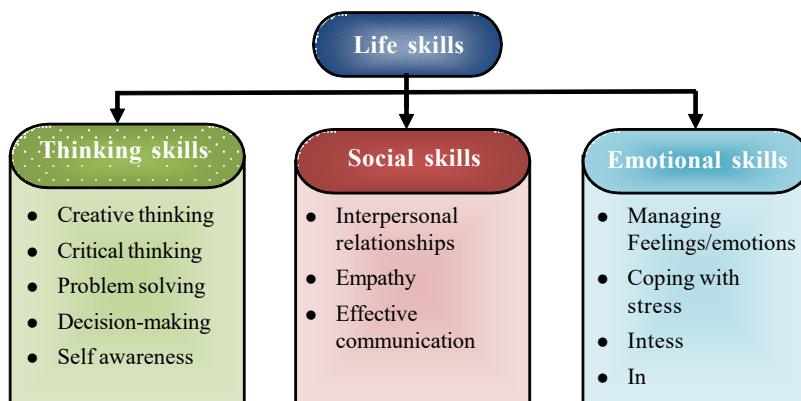 Life skills
Thinking skills
● Creative thinking
● Critical thinking
● Problem solving
● Decision-making
● Self awareness
Social skills
● Interpersonal
relationships
● Empathy
● Effective
communication
Emotional skills
● Managing
Feelings/emotions
● Coping with
stress
● Intess
● In